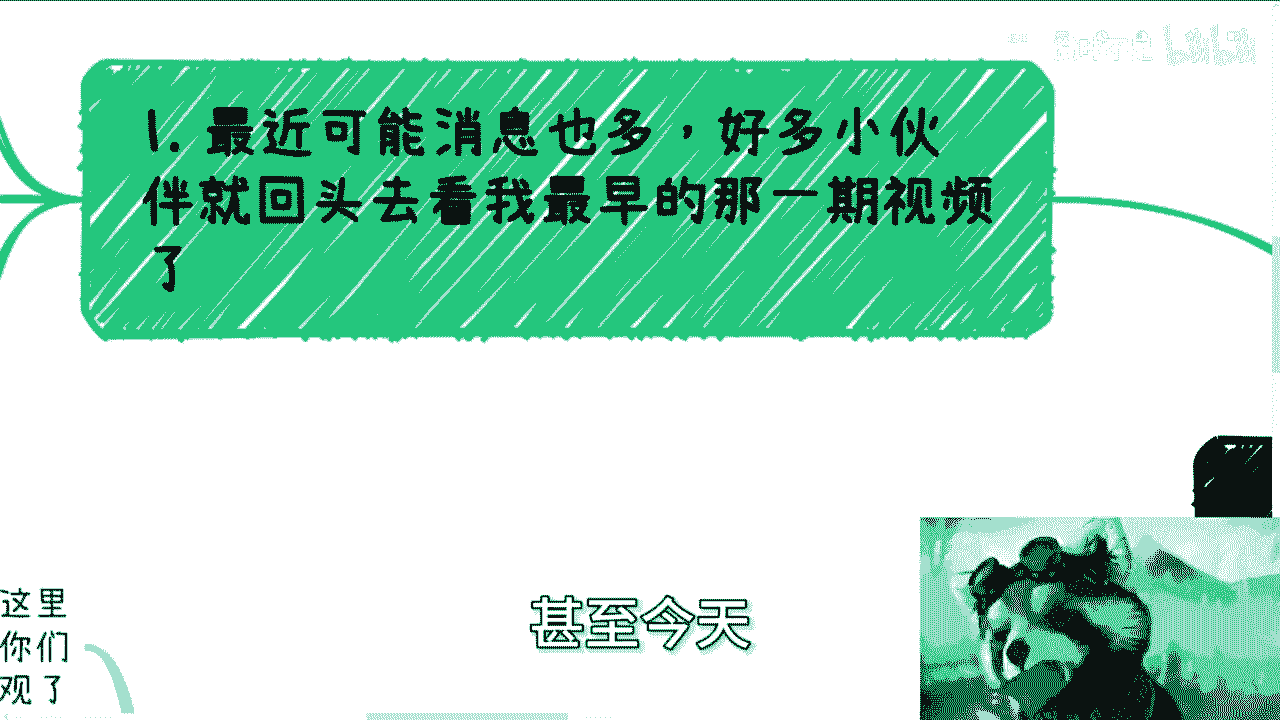 1. 最近可能消息也多，好多小伙
伴就回头去看我最早的那一期视频
了
这里
你们
观了
甚至今天
bilibili